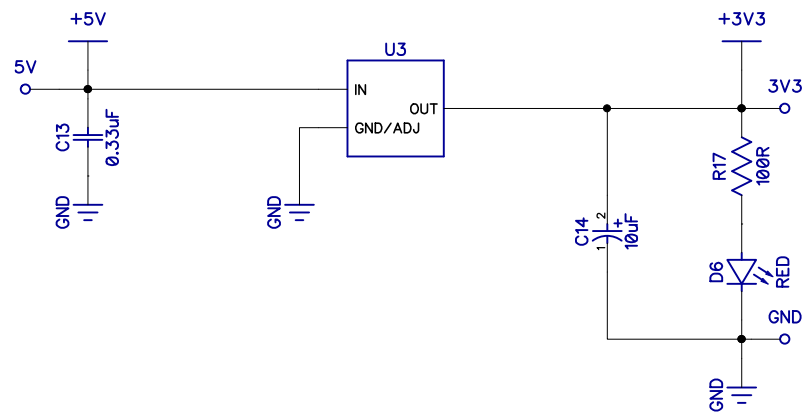 +5V
+3V3
5V
U3
IN
OUT
GND/ADJ
3V3
C13
0.33uF
R17
100R
GND
GND
2
C14
+
10uF
1
D6
RED
GND
GND